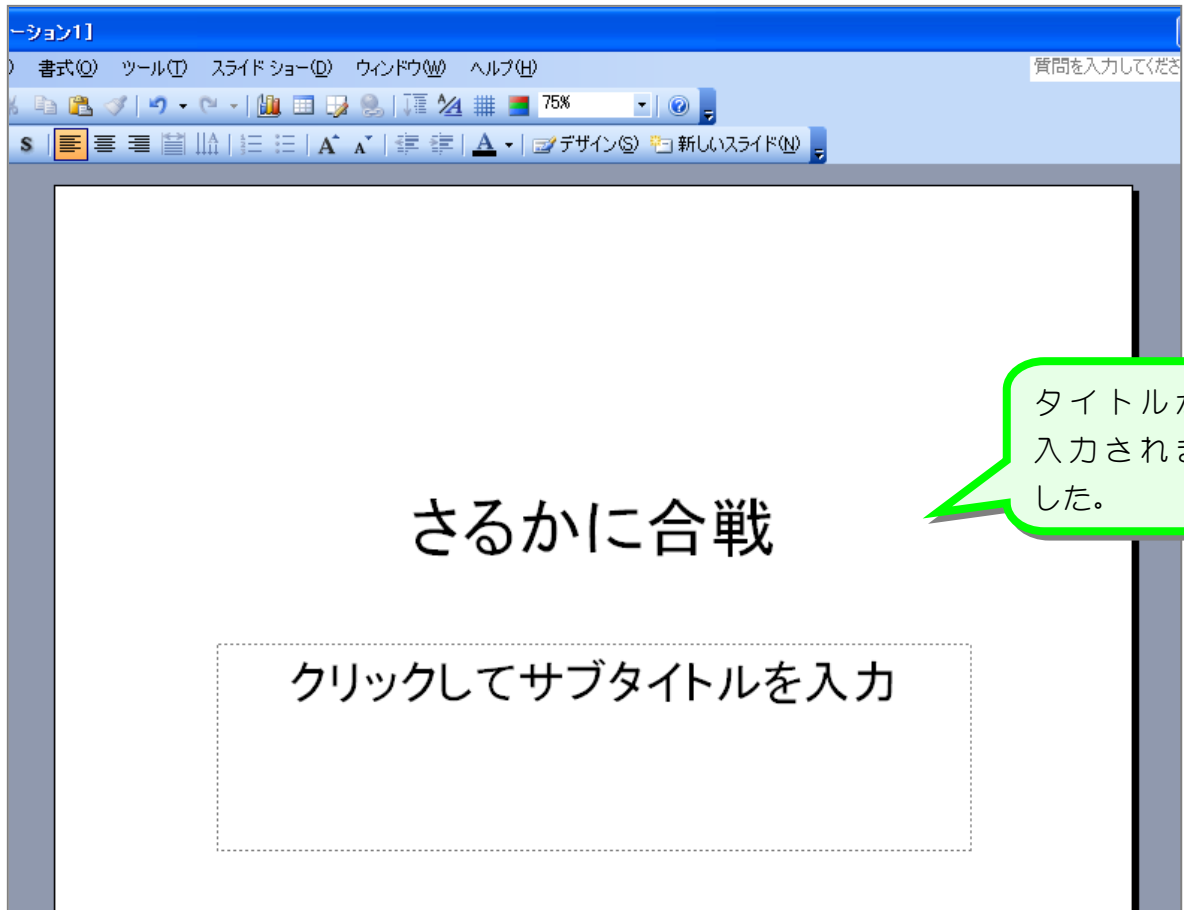 ーション1]
書式(O) ツール(T) スライド ショー(D) ウィンドウ(W) ヘルプ(H) 質問を入力してくださ
75%
S A A A デザイン(S) 新しいスライド(N)
タイトルが
入力されま
した。
さるかに合戦
クリックしてサブタイトルを入力